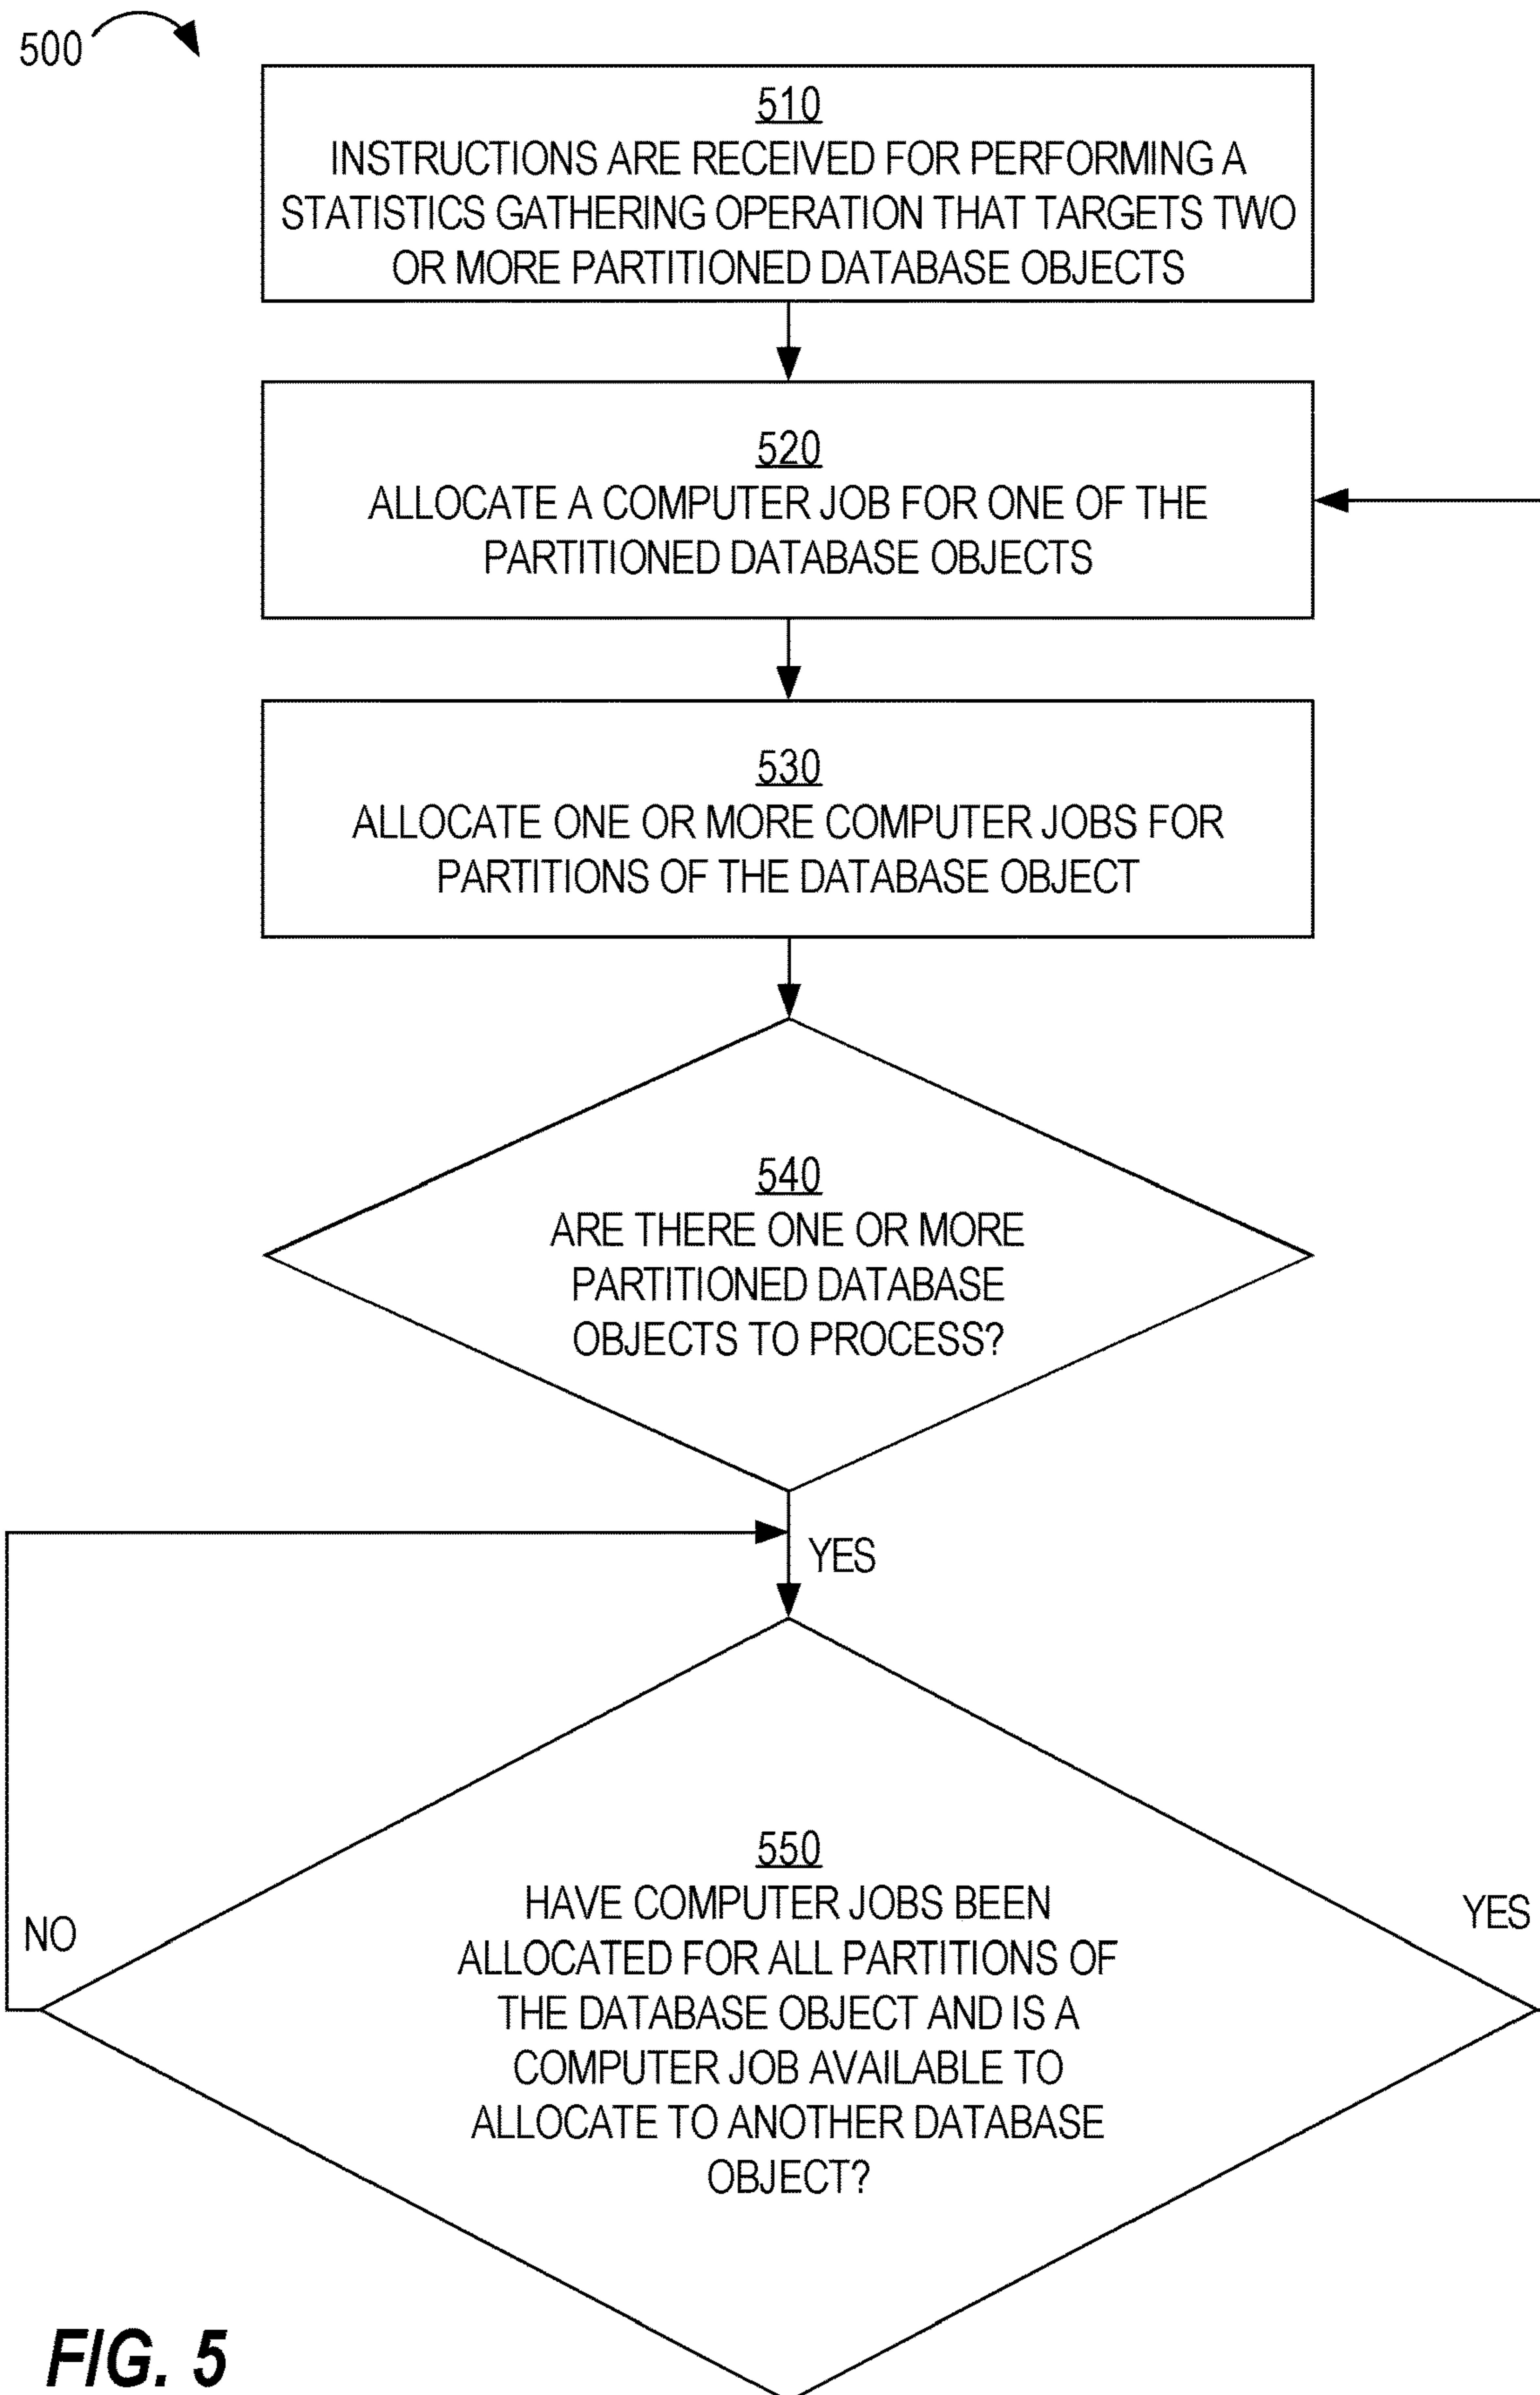 500
510
INSTRUCTIONS ARE RECEIVED FOR PERFORMING A
STATISTICS GATHERING OPERATION THAT TARGETS TWO
OR MORE PARTITIONED DATABASE OBJECTS
520
ALLOCATE A COMPUTER JOB FOR ONE OF THE
PARTITIONED DATABASE OBJECTS
530
ALLOCATE ONE OR MORE COMPUTER JOBS FOR
PARTITIONS OF THE DATABASE OBJECT
540
ARE THERE ONE OR MORE
PARTITIONED DATABASE
OBJECTS TO PROCESS?
YES
550
HAVE COMPUTER JOBS BEEN
ALLOCATED FOR ALL PARTITIONS OF
THE DATABASE OBJECT AND IS A
COMPUTER JOB AVAILABLE TO
ALLOCATE TO ANOTHER DATABASE
OBJECT?
NO
YES
FIG. 5